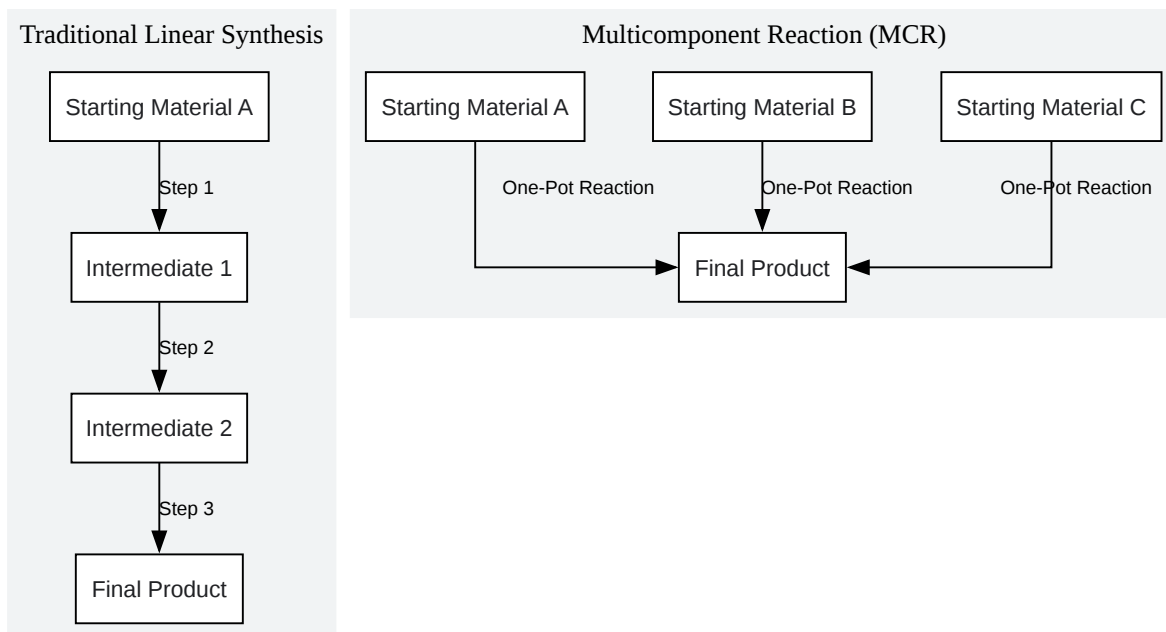 Traditional Linear Synthesis
Starting Material A
Step 1
Intermediate 1
Step 2
Intermediate 2
Step 3
Final Product
Multicomponent Reaction (MCR)
Starting Material A
Starting Material B
Starting Material C
One-Pot Reaction
One-Pot Reaction
One-Pot Reaction
Final Product